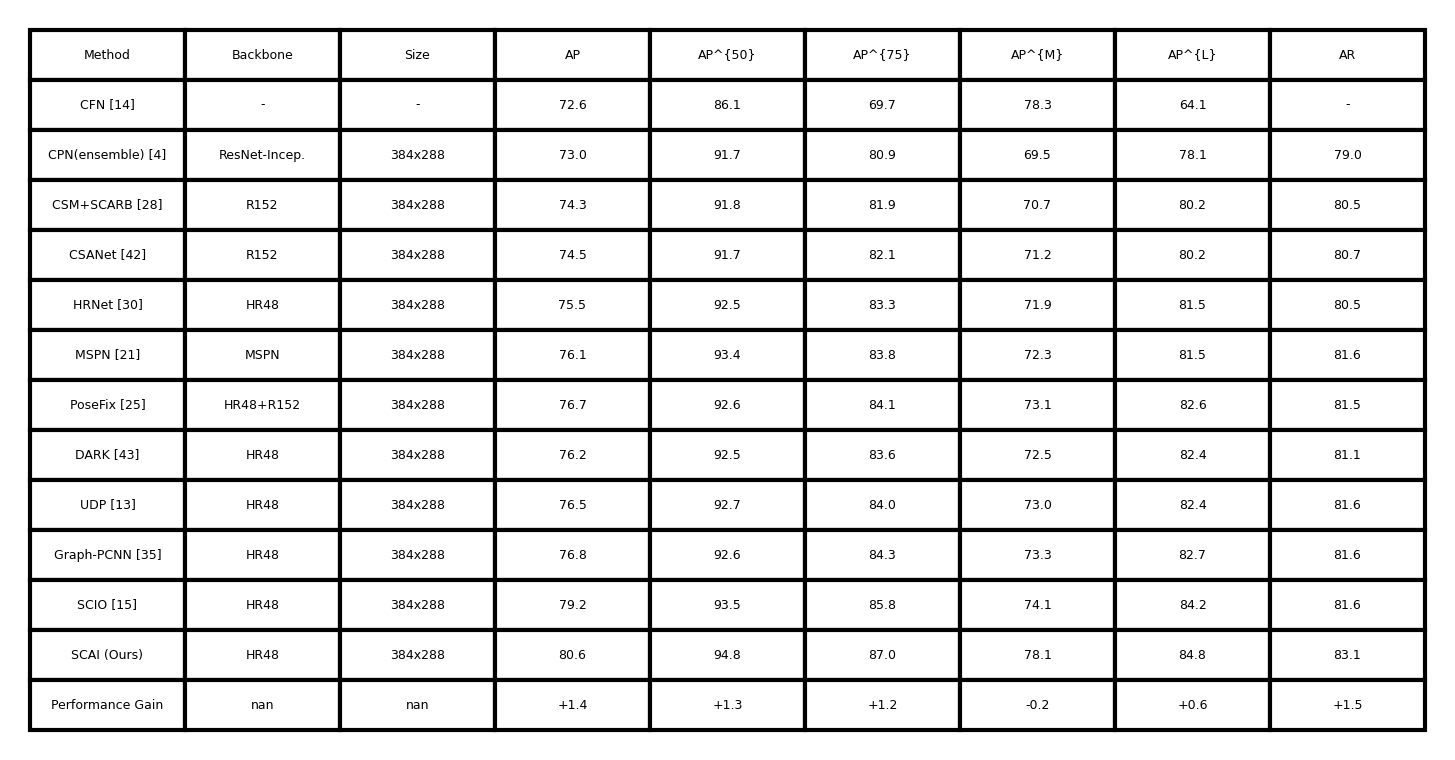 Method Backbone Size AP AP^{50} AP^{75} AP^{M} AP^{L} AR
CFN [14] - - 72.6 86.1 69.7 78.3 64.1 -
CPN(ensemble) [4] ResNet-Incep. 384x288 73.0 91.7 80.9 69.5 78.1 79.0
CSM+SCARB [28] R152 384x288 74.3 91.8 81.9 70.7 80.2 80.5
CSANet [42] R152 384x288 74.5 91.7 82.1 71.2 80.2 80.7
HRNet [30] HR48 384x288 75.5 92.5 83.3 71.9 81.5 80.5
MSPN [21] MSPN 384x288 76.1 93.4 83.8 72.3 81.5 81.6
PoseFix [25] HR48+R152 384x288 76.7 92.6 84.1 73.1 82.6 81.5
DARK [43] HR48 384x288 76.2 92.5 83.6 72.5 82.4 81.1
UDP [13] HR48 384x288 76.5 92.7 84.0 73.0 82.4 81.6
Graph-PCNN [35] HR48 384x288 76.8 92.6 84.3 73.3 82.7 81.6
SCIO [15] HR48 384x288 79.2 93.5 85.8 74.1 84.2 81.6
SCAI (Ours) HR48 384x288 80.6 94.8 87.0 78.1 84.8 83.1
Performance Gain nan nan +1.4 +1.3 +1.2 -0.2 +0.6 +1.5